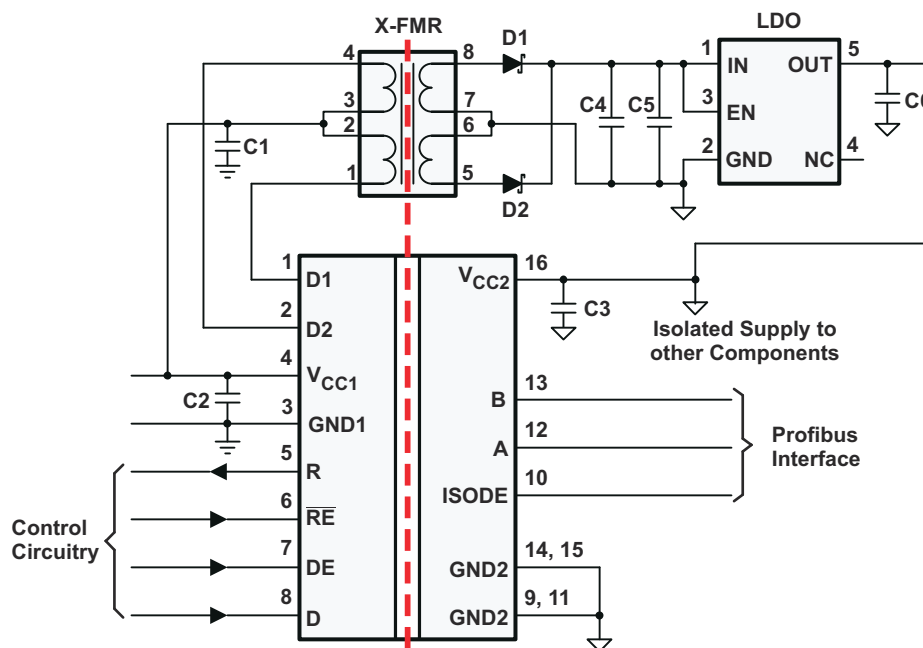 X-FMR
LDO
D1
D2
4
3
2
1
8
7
6
5
C1
C4
C5
1
IN
OUT
5
3
EN
2
GND
NC
4
1
D1
2
D2
4
VCC1
3
GND1
5
R
6
RE
7
DE
8
D
C2
16
VCC2
C3
Isolated Supply to
other Components
13
B
12
A
10
ISODE
14, 15
GND2
9, 11
GND2
Profibus
Interface
Control
Circuitry